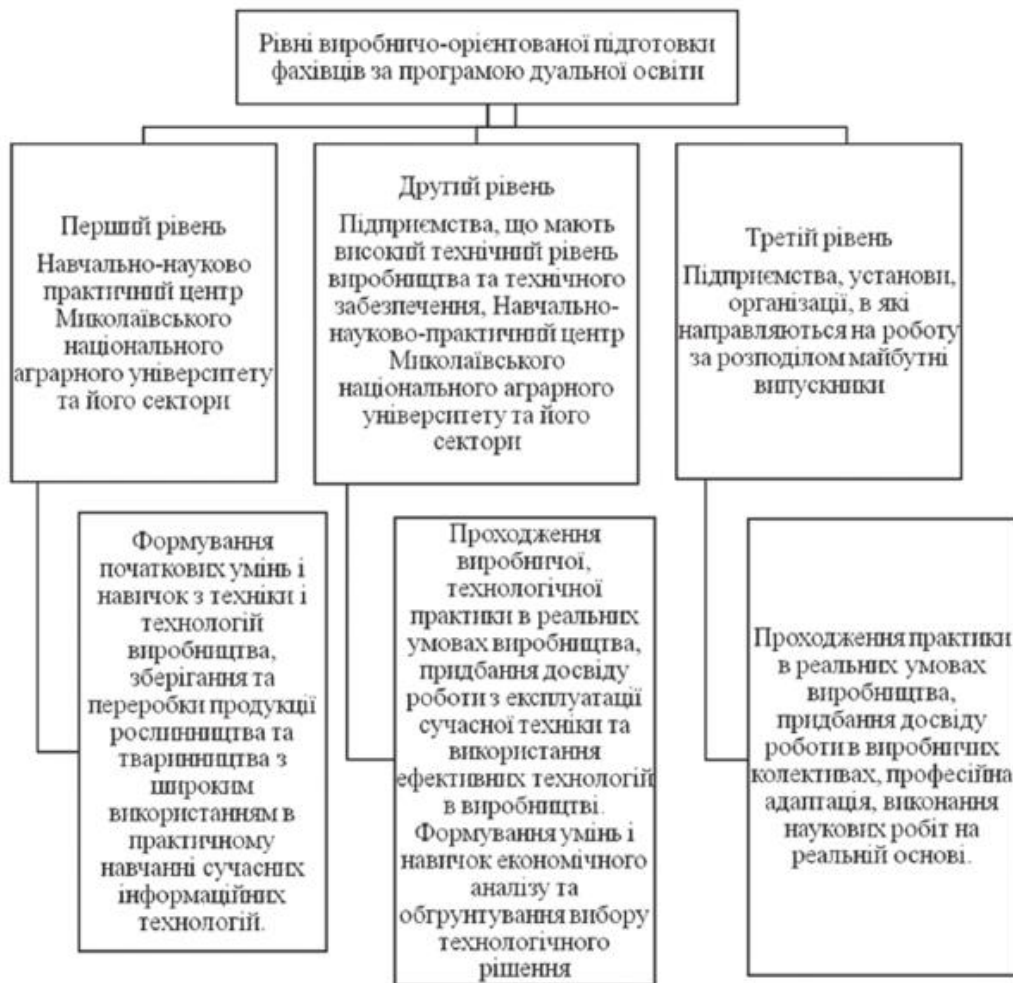 Рівні виробничо-орієнтованої підготовки
фахівців за програмою дуальної освіти
Перший рівень
Навчально-науково
практичний центр
Миколаївського
національного
аграрного університету
та його сектори
Другий рівень
Підприємства, що мають
високий технічний рівень
виробництва та технічного
забезпечення, Навчально-
науково-практичний центр
Миколаївського
національного аграрного
університету та його
сектори
Третій рівень
Підприємства, установи,
організації, в які
направляються на роботу
за розподілом майбутні
випускники
Формування
початкових умінь і
навичок з техніки і
технологій
виробництва,
зберігання та
переробки продукції
рослинництва та
тваринництва з
широким
використанням в
практичному
навчанні сучасних
інформаційних
технологій.
Проходження
виробничої,
технологічної
практики в реальних
умовах виробництва,
придбання досвіду
роботи з експлуатації
сучасної техніки та
використання
ефективних технологій
в виробництві.
Формування умінь і
навичок економічного
аналізу та
обгрунтування вибору
технологічного
рішення
Проходження практики
в реальних умовах
виробництва,
придбання досвіду
роботи в виробничих
колективах, професійна
адаптація, виконання
наукових робіт на
реальній основі.